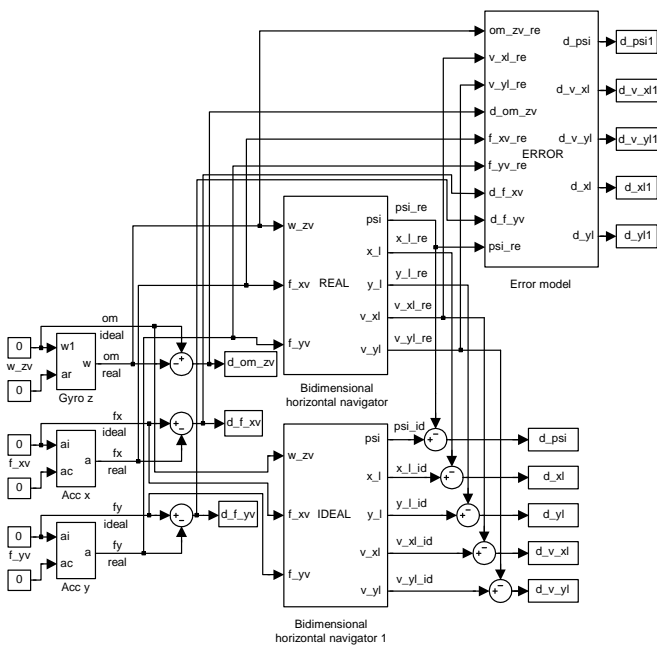 om_zv_re
v_xl_re
v_yl_re
d_om_zv
f_xv_re
f_yv_re
d_f_xv
d_f_yv
psi_re
ERROR
d_psi
d_v_xl
d_v_yl
d_xl
d_yl
d_psi1
d_v_xl1
d_v_yl1
d_xl1
d_yl1
Error model
w_zv
f_xv
f_yv
REAL
psi
x_l
y_l
v_xl
v_yl
psi_re
x_l_re
y_l_re
v_xl_re
v_yl_re
Bidimensional
horizontal navigator
0
w_zv
0
w1
ar
w
Gyro z
om
ideal
om
real
+
−
d_om_zv
0
f_xv
0
ai
ac
a
Acc x
fx
ideal
fx
real
+
−
d_f_xv
0
f_yv
0
ai
ac
a
Acc y
fy
ideal
fy
real
+
−
d_f_yv
w_zv
f_xv
f_yv
IDEAL
psi
x_l
y_l
v_xl
v_yl
psi_id
x_l_id
y_l_id
v_xl_id
v_yl_id
Bidimensional
horizontal navigator 1
+
−
d_psi
+
−
d_xl
+
−
d_yl
+
−
d_v_xl
+
−
d_v_yl